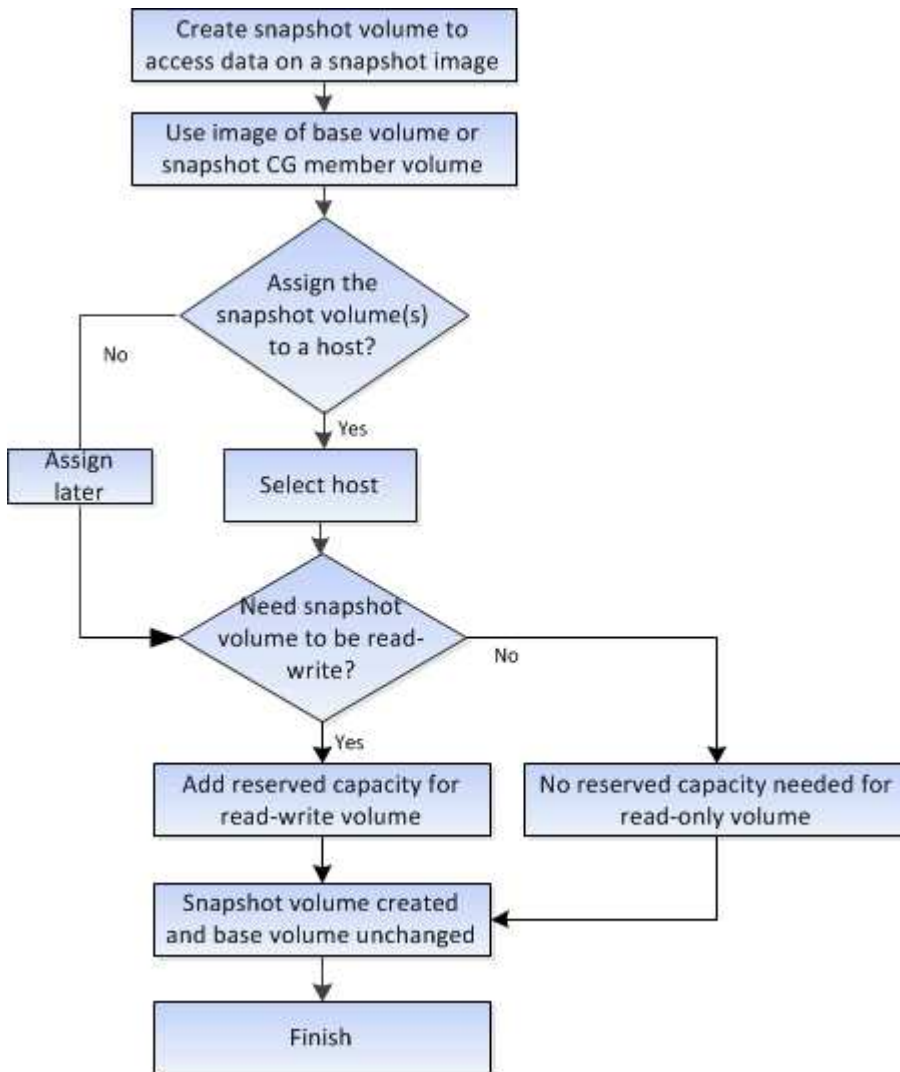 Create snapshot volume to
access data on a snapshot image
Use image of base volume or
snapshot CG member volume
Assign the
snapshot volume(s)
to a host?
No
Yes
Assign
later
Select host
Need snapshot
volume to be read-
write?
No
Yes
Add reserved capacity for
read-write volume
No reserved capacity needed for
read-only volume
Snapshot volume created
and base volume unchanged
Finish